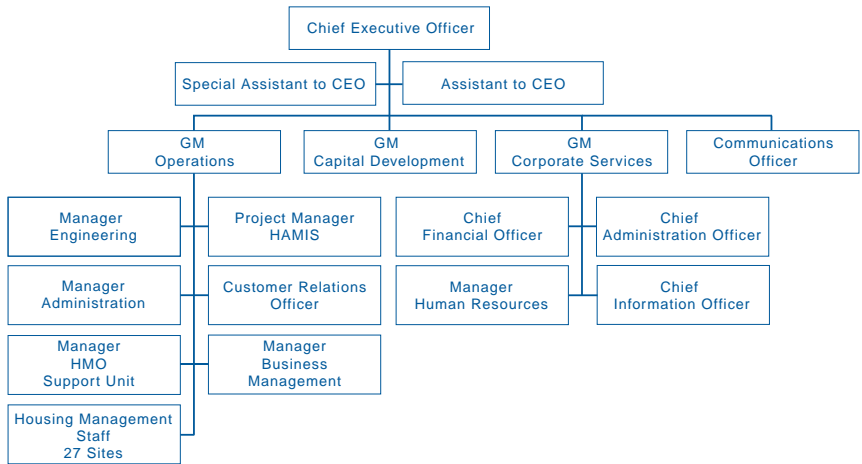 Chief Executive Officer
Special Assistant to CEO
Assistant to CEO
GM
Operations
GM
Capital Development
GM
Corporate Services
Communications
Officer
Manager
Engineering
Project Manager
HAMIS
Chief
Financial Officer
Chief
Administration Officer
Manager
Administration
Customer Relations
Officer
Manager
Human Resources
Chief
Information Officer
Manager
HMO
Support Unit
Manager
Business
Management
Housing Management
Staff
27 Sites